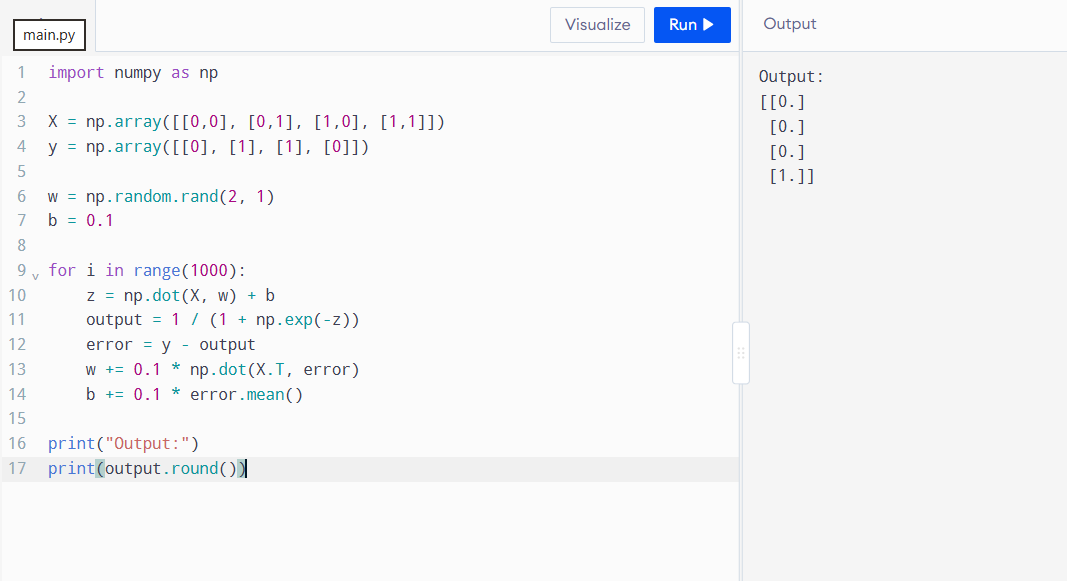 main.py
Visualize
Run
Output
1 import numpy as np
2
3 X = np.array([[0,0], [0,1], [1,0], [1,1]])
4 y = np.array([[0], [1], [1], [0]])
5
6 w = np.random.rand(2, 1)
7 b = 0.1
8
9 for i in range(1000):
10     z = np.dot(X, w) + b
11     output = 1 / (1 + np.exp(-z))
12     error = y - output
13     w += 0.1 * np.dot(X.T, error)
14     b += 0.1 * error.mean()
15
16 print("Output:")
17 print(output.round())
Output:
[[0.]
 [0.]
 [0.]
 [1.]]